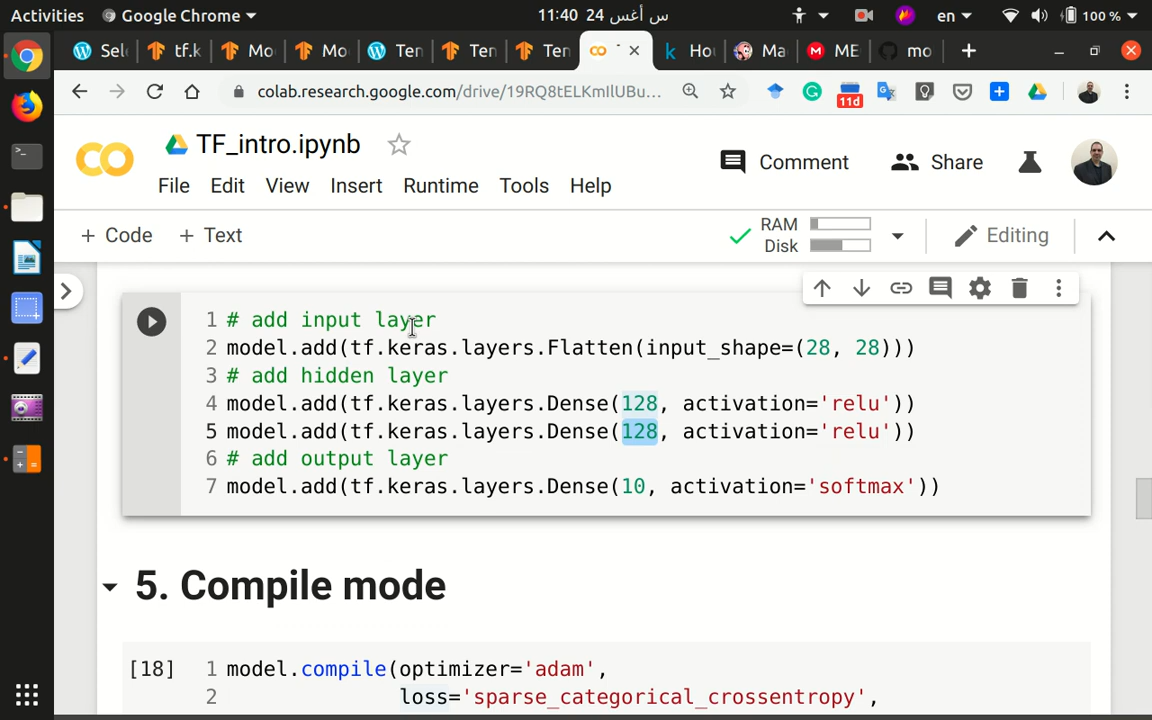 Activities Google Chrome س أغس 24 11:40 en 100 %
Sel tf.k Mo Mo Ten Ten Ten Ho Ma ME mo
colab.research.google.com/drive/19RQ8tELKmIlUBu... 11d
TF_intro.ipynb Comment Share
File Edit View Insert Runtime Tools Help
+ Code + Text RAM Disk Editing
1 # add input layer
2 model.add(tf.keras.layers.Flatten(input_shape=(28, 28)))
3 # add hidden layer
4 model.add(tf.keras.layers.Dense(128, activation='relu'))
5 model.add(tf.keras.layers.Dense(128, activation='relu'))
6 # add output layer
7 model.add(tf.keras.layers.Dense(10, activation='softmax'))
5. Compile mode
[18] 1 model.compile(optimizer='adam',
2 loss='sparse_categorical_crossentropy',